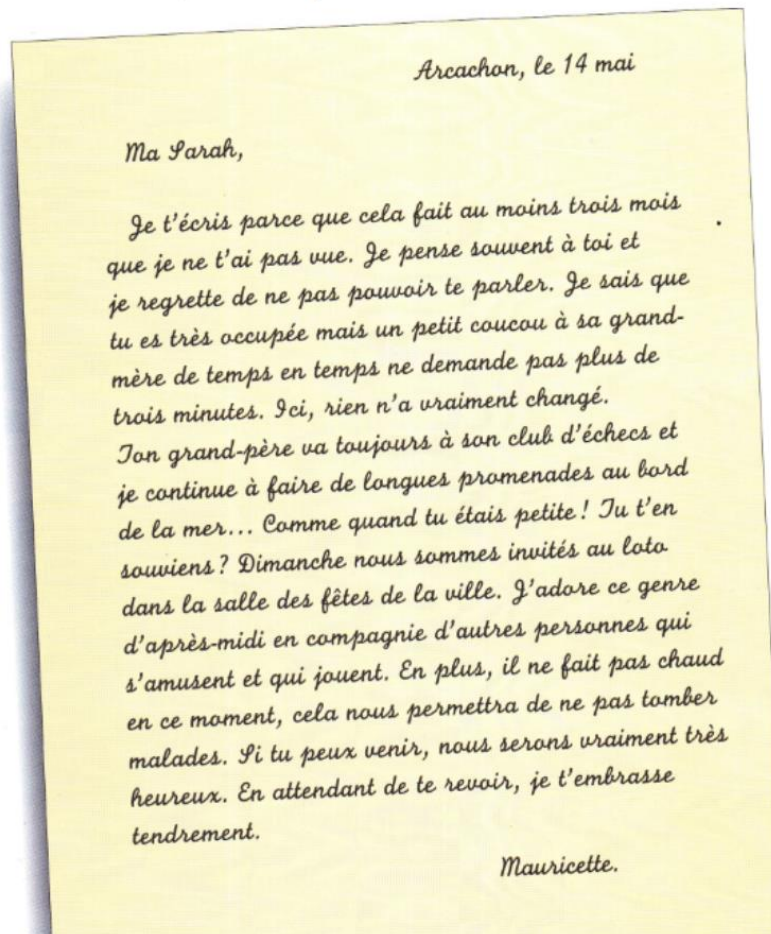 Arcachon, le 14 mai
Ma Sarah,
Je t'écris parce que cela fait au moins trois mois
que je ne t'ai pas vue. Je pense souvent à toi et
je regrette de ne pas pouvoir te parler. Je sais que
tu es très occupée mais un petit coucou à sa grand-
mère de temps en temps ne demande pas plus de
trois minutes. Ici, rien n'a vraiment changé.
Ton grand-père va toujours à son club d'échecs et
je continue à faire de longues promenades au bord
de la mer... Comme quand tu étais petite ! Tu t'en
souviens ? Dimanche nous sommes invités au loto
dans la salle des fêtes de la ville. J'adore ce genre
d'après-midi en compagnie d'autres personnes qui
s'amusent et qui jouent. En plus, il ne fait pas chaud
en ce moment, cela nous permettra de ne pas tomber
malades. Si tu peux venir, nous serons vraiment très
heureux. En attendant de te revoir, je t'embrasse
tendrement.
Mauricette.